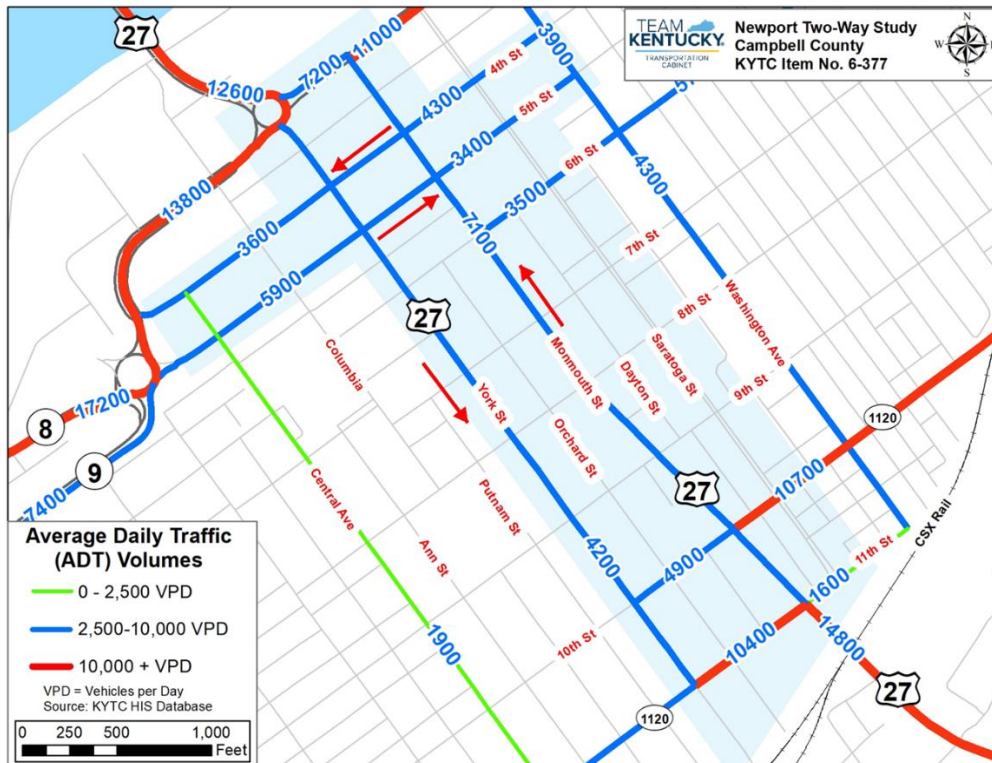 TEAM
KENTUCKY
TRANSPORTATION
CABINET
Newport Two-Way Study
Campbell County
KYTC Item No. 6-377
N
W
E
S
27
11000
7200
12600
3900
4th St
4300
5th St
3400
6th St
3500
4300
13800
3600
5900
7100
7th St
27
8th St
Washington Ave
Columbia
Monmouth St
Saratoga St
Dayton St
9th St
17200
8
York St
1120
9
Orchard St
27
10700
7400
Central Ave
Putnam St
CSX Rail
11th St
Ann St
4200
4900
1600
10th St
1900
10400
14800
27
1120
Average Daily Traffic
(ADT) Volumes
0 - 2,500 VPD
2,500-10,000 VPD
10,000 + VPD
VPD = Vehicles per Day
Source: KYTC HIS Database
0 250 500 1,000
Feet